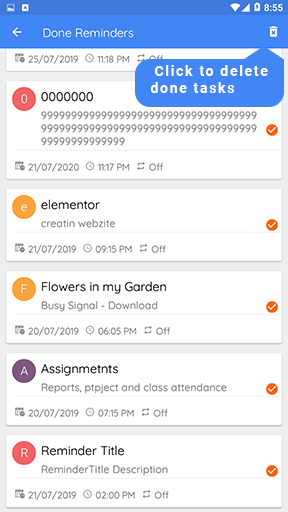 8:55
Done Reminders
25/07/2019 11:18 PM Off
Click to delete
done tasks
0
0000000
99999999999999999999999999999999999
99999999999999999999999999999999999
99999999999999
21/07/2020 11:17 PM Off
e
elementor
creatin webzite
21/07/2019 09:15 PM Off
F
Flowers in my Garden
Busy Signal - Download
20/07/2019 06:05 PM Off
A
Assignmetnts
Reports, ptpject and class attendance
20/07/2019 07:15 PM Off
R
Reminder Title
ReminderTitle Description
21/07/2019 02:00 PM Off